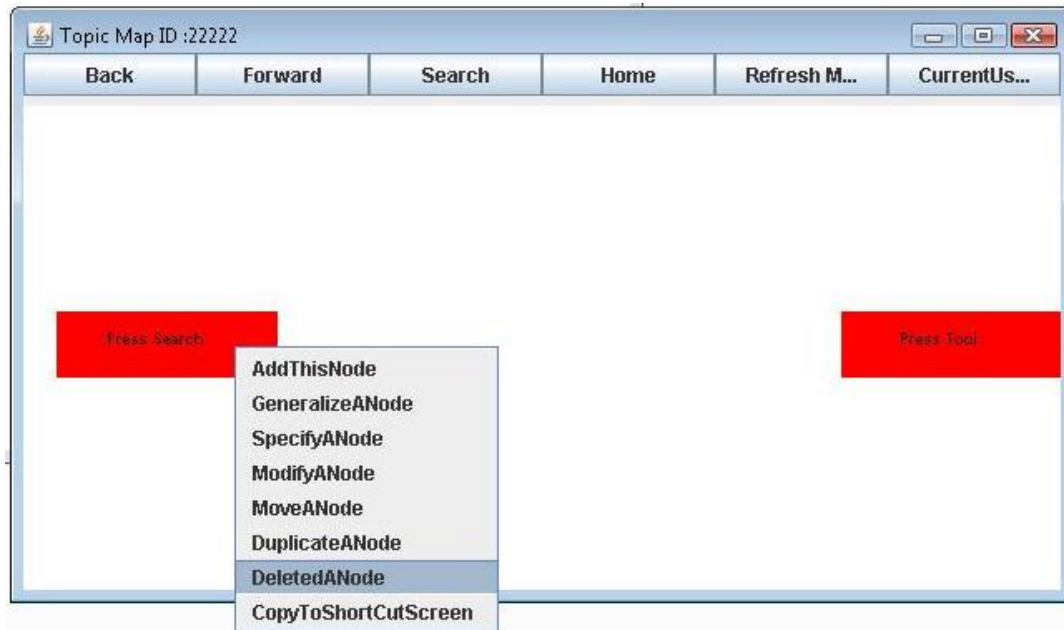 Topic Map ID :22222
Back Forward Search Home Refresh M... CurrentUs...
Press Search
Press Tool
AddThisNode
GeneralizeANode
SpecifyANode
ModifyANode
MoveANode
DuplicateANode
DeletedANode
CopyToShortCutScreen